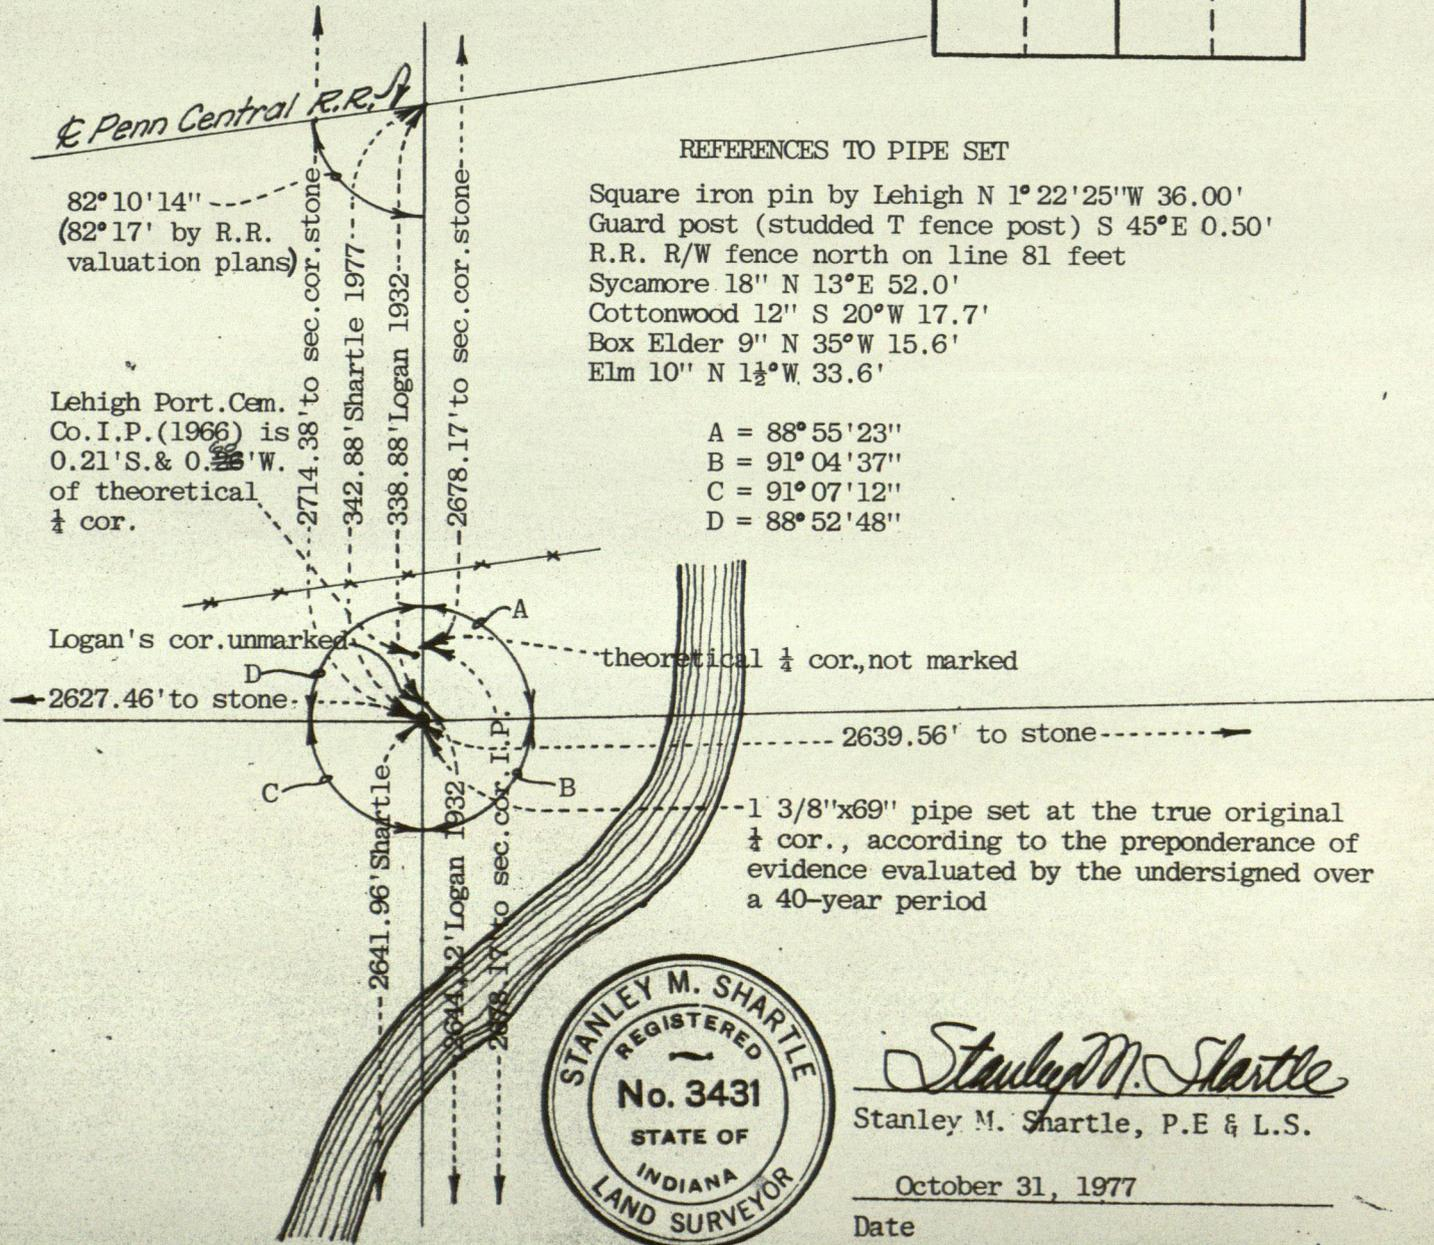 ℄ Penn Central R.R.
82°10'14"
(82°17' by R.R.
valuation plans)
2714.38'to sec.cor.stone
342.88'Shartle 1977
338.88'Logan 1932
2678.17'to sec.cor.stone
REFERENCES TO PIPE SET
Square iron pin by Lehigh N 1°22'25"W 36.00'
Guard post (studded T fence post) S 45°E 0.50'
R.R. R/W fence north on line 81 feet
Sycamore 18" N 13°E 52.0'
Cottonwood 12" S 20°W 17.7'
Box Elder 9" N 35°W 15.6'
Elm 10" N 1½°W 33.6'
A = 88°55'23"
B = 91°04'37"
C = 91°07'12"
D = 88°52'48"
Lehigh Port.Cem.
Co.I.P.(1966) is
0.21'S.& 0. 'W.
of theoretical
¼ cor.
A
Logan's cor.unmarked
D
theoretical ¼ cor.,not marked
2627.46'to stone
2639.56' to stone
C
B
2641.96'Shartle
2644.12'Logan 1932
2678.17'to sec.cor.I.P.
1 3/8"x69" pipe set at the true original
¼ cor., according to the preponderance of
evidence evaluated by the undersigned over
a 40-year period
STANLEY M. SHARTLE
REGISTERED
No. 3431
STATE OF
INDIANA
LAND SURVEYOR
Stanley M. Shartle
Stanley M. Shartle, P.E & L.S.
October 31, 1977
Date